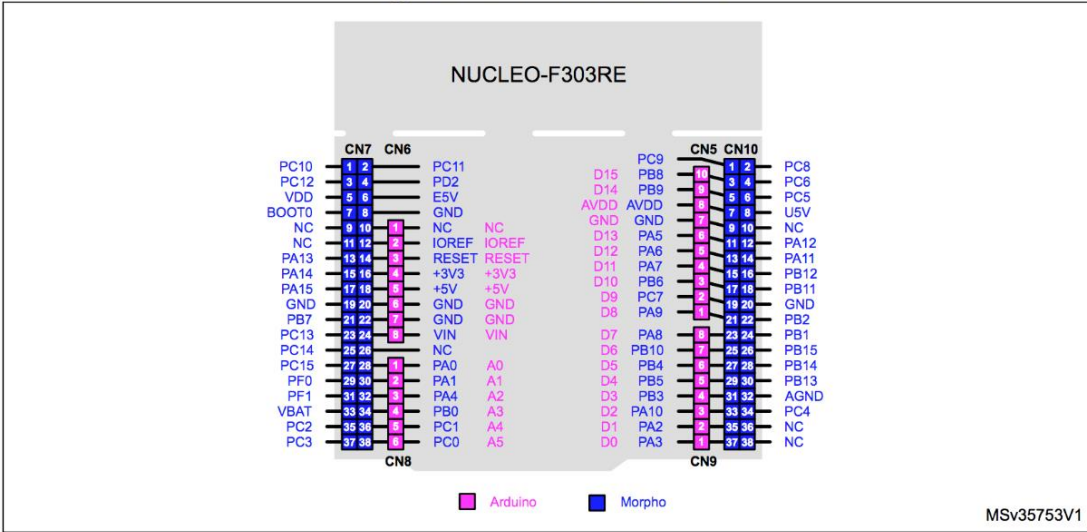 NUCLEO-F303RE
CN7 CN6
PC10 1 2 PC11
PC12 3 4 PD2
VDD 5 6 E5V
BOOT0 7 8 GND
NC 9 10 1 NC NC
NC 11 12 2 IOREF IOREF
PA13 13 14 3 RESET RESET
PA14 15 16 4 +3V3 +3V3
PA15 17 18 5 +5V +5V
GND 19 20 6 GND GND
PB7 21 22 7 GND GND
PC13 23 24 8 VIN VIN
PC14 25 26 NC
PC15 27 28 1 PA0 A0
PF0 29 30 2 PA1 A1
PF1 31 32 3 PA4 A2
VBAT 33 34 4 PB0 A3
PC2 35 36 5 PC1 A4
PC3 37 38 6 PC0 A5
CN8
CN5 CN10
PC9 1 2 PC8
D15 PB8 10 3 4 PC6
D14 PB9 9 5 6 PC5
AVDD AVDD 8 7 8 U5V
GND GND 7 9 10 NC
D13 PA5 6 11 12 PA12
D12 PA6 5 13 14 PA11
D11 PA7 4 15 16 PB12
D10 PB6 3 17 18 PB11
D9 PC7 2 19 20 GND
D8 PA9 1 21 22 PB2
D7 PA8 8 23 24 PB1
D6 PB10 7 25 26 PB15
D5 PB4 6 27 28 PB14
D4 PB5 5 29 30 PB13
D3 PB3 4 31 32 AGND
D2 PA10 3 33 34 PC4
D1 PA2 2 35 36 NC
D0 PA3 1 37 38 NC
CN9
Arduino
Morpho
MSv35753V1